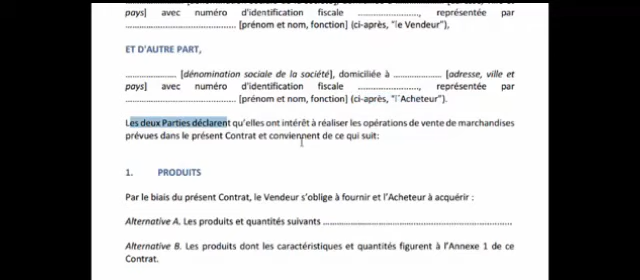 pays] avec numéro d'identification fiscale ........................, représentée par
............................................ [prénom et nom, fonction] (ci-après, "le Vendeur"),
ET D'AUTRE PART,
.................... [dénomination sociale de la société], domiciliée à ................... [adresse, ville et
pays] avec numéro d'identification fiscale ........................, représentée par
............................................ [prénom et nom, fonction] (ci-après, "l'Acheteur").
Les deux Parties déclarent qu'elles ont intérêt à réaliser les opérations de vente de marchandises
prévues dans le présent Contrat et conviennent de ce qui suit:
1. PRODUITS
Par le biais du présent Contrat, le Vendeur s'oblige à fournir et l'Acheteur à acquérir :
Alternative A. Les produits et quantités suivants ........................................................................
Alternative B. Les produits dont les caractéristiques et quantités figurent à l'Annexe 1 de ce
Contrat.